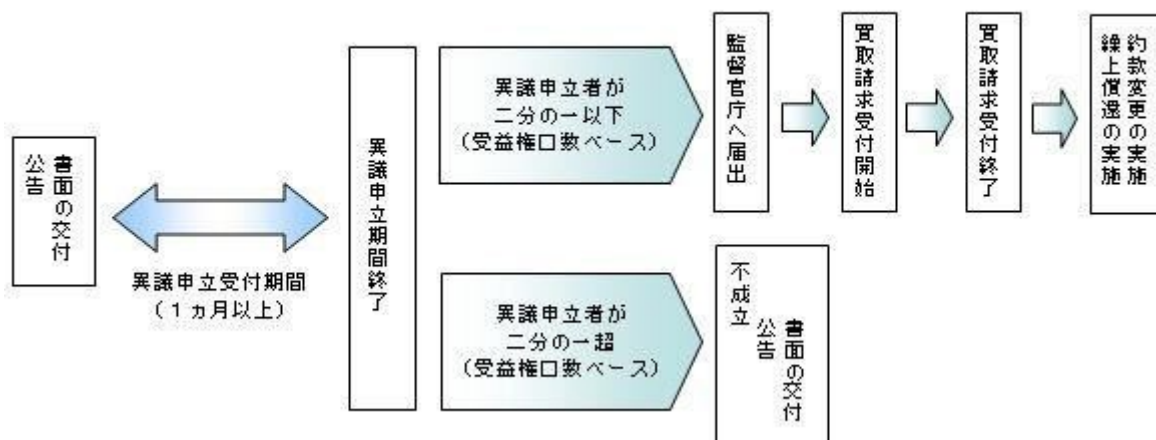 公告
書面の交付
異議申立受付期間
（１ヵ月以上）
異議申立期間終了
異議申立者が
二分の一以下
（受益権口数ベース）
監督官庁へ届出
買取請求受付開始
買取請求受付終了
約款変更の実施
繰上償還の実施
異議申立者が
二分の一超
（受益権口数ベース）
不成立
公告
書面の交付